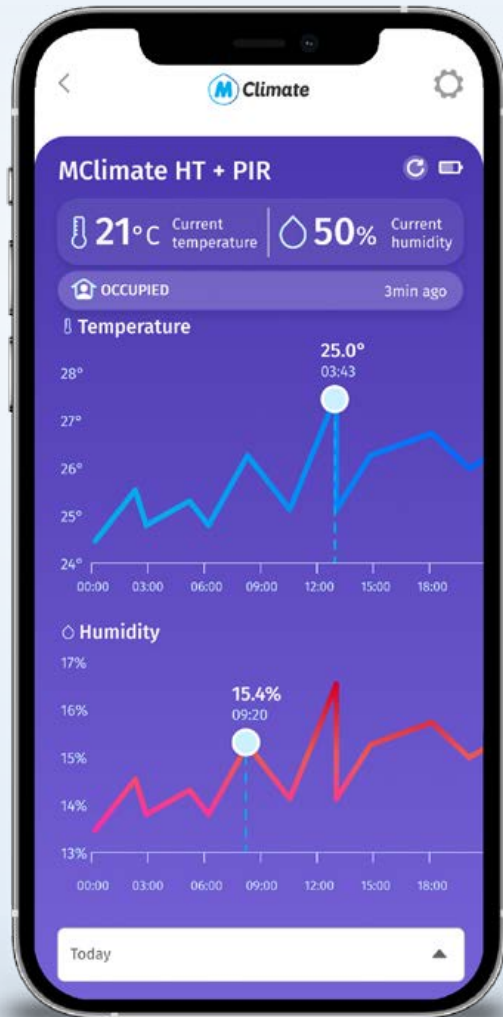 M Climate
MClimate HT + PIR
21°C Current temperature
50% Current humidity
OCCUPIED 3min ago
Temperature
25.0°
03:43
28°
27°
26°
25°
24°
00:00 03:00 06:00 09:00 12:00 15:00 18:00
Humidity
17%
15.4%
16%
09:20
15%
14%
13%
00:00 03:00 06:00 09:00 12:00 15:00 18:00
Today